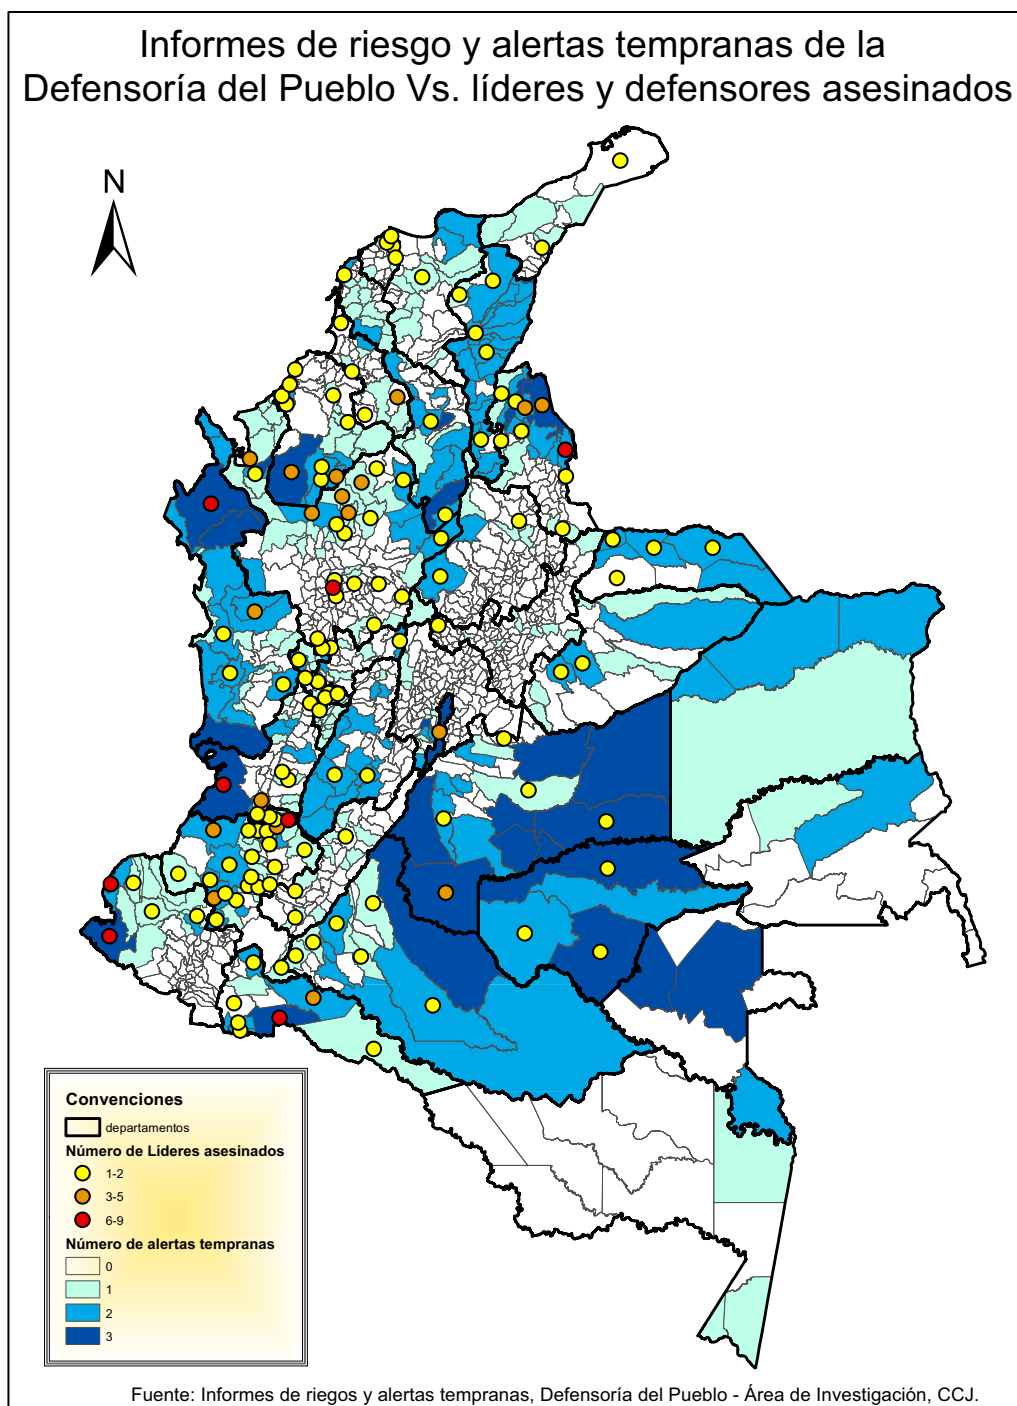 Informes de riesgo y alertas tempranas de la
Defensoría del Pueblo Vs. líderes y defensores asesinados
N
Convenciones
departamentos
Número de Líderes asesinados
1-2
3-5
6-9
Número de alertas tempranas
0
1
2
3
Fuente: Informes de riegos y alertas tempranas, Defensoría del Pueblo - Área de Investigación, CCJ.